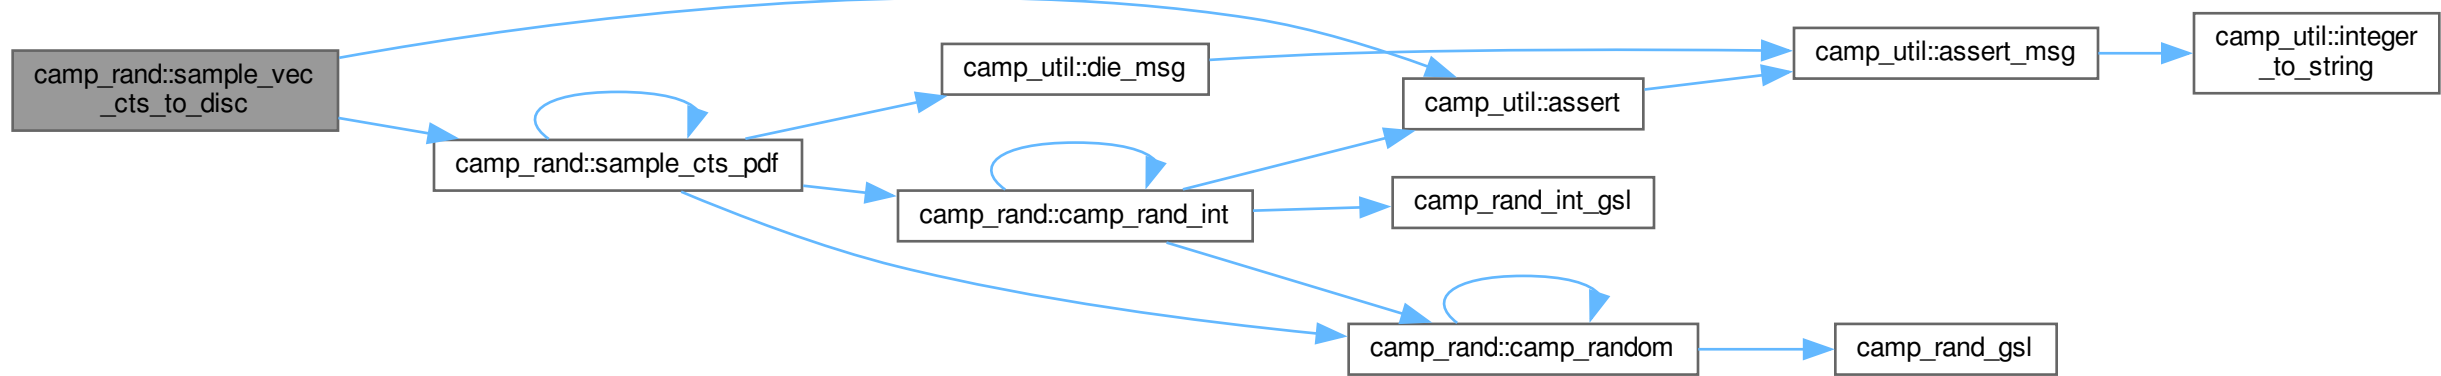 camp_rand::sample_vec
_cts_to_disc
camp_rand::sample_cts_pdf
camp_util::die_msg
camp_rand::camp_rand_int
camp_util::assert
camp_rand_int_gsl
camp_rand::camp_random
camp_util::assert_msg
camp_rand_gsl
camp_util::integer
_to_string